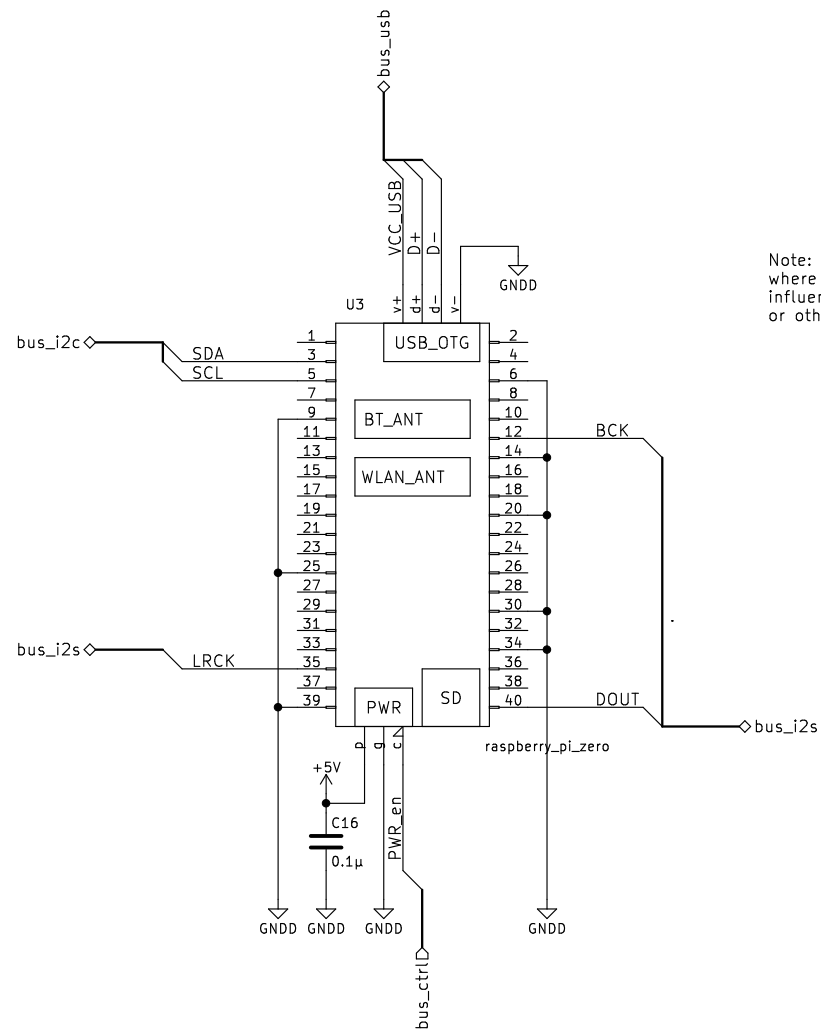 bus_usb
VCC_USB
D+
D-
GNDD
Note:
where
or oth
U3
v+
d+
d-
v-
bus_i2c
SDA
SCL
USB_OTG
BT_ANT
WLAN_ANT
1
3
5
7
9
11
13
15
17
19
21
23
25
27
29
31
33
35
37
39
2
4
6
8
10
12
14
16
18
20
22
24
26
28
30
32
34
36
38
40
BCK
bus_i2s
LRCK
DOUT
bus_i2s
PWR
SD
p
g
c
raspberry_pi_zero
+5V
C16
0.1µ
PWR_en
GNDD
GNDD
GNDD
GNDD
bus_ctrl